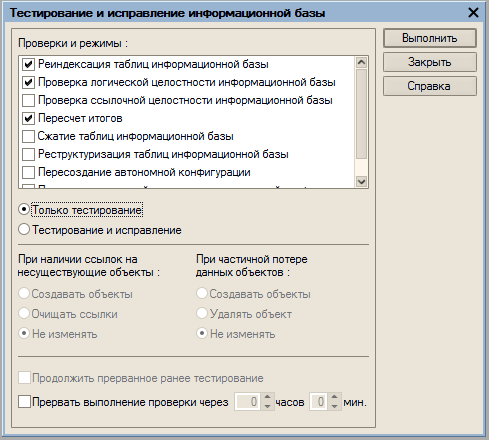 Тестирование и исправление информационной базы
Проверки и режимы :
Выполнить
Закрыть
Справка
Реиндексация таблиц информационной базы
Проверка логической целостности информационной базы
Проверка ссылочной целостности информационной базы
Пересчет итогов
Сжатие таблиц информационной базы
Реструктуризация таблиц информационной базы
Пересоздание автономной конфигурации
Только тестирование
Тестирование и исправление
При наличии ссылок на
несуществующие объекты :
Создавать объекты
Очищать ссылки
Не изменять
При частичной потере
данных объектов :
Создавать объекты
Удалять объект
Не изменять
Продолжить прерванное ранее тестирование
Прервать выполнение проверки через 0 часов 0 мин.